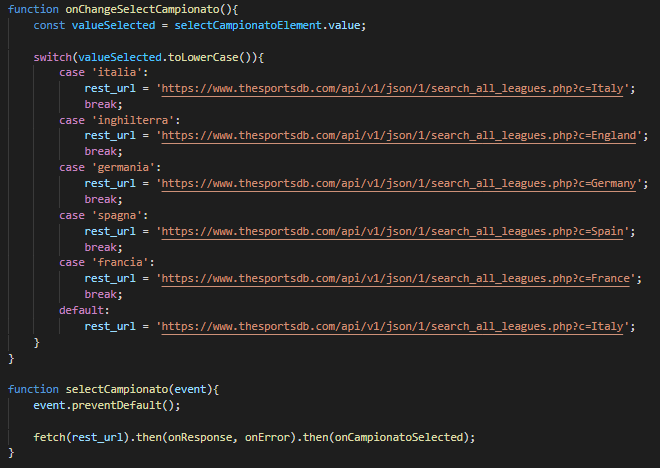 function onChangeSelectCampionato(){
    const valueSelected = selectCampionatoElement.value;

    switch(valueSelected.toLowerCase()){
        case 'italia':
            rest_url = 'https://www.thesportsdb.com/api/v1/json/1/search_all_leagues.php?c=Italy';
            break;
        case 'inghilterra':
            rest_url = 'https://www.thesportsdb.com/api/v1/json/1/search_all_leagues.php?c=England';
            break;
        case 'germania':
            rest_url = 'https://www.thesportsdb.com/api/v1/json/1/search_all_leagues.php?c=Germany';
            break;
        case 'spagna':
            rest_url = 'https://www.thesportsdb.com/api/v1/json/1/search_all_leagues.php?c=Spain';
            break;
        case 'francia':
            rest_url = 'https://www.thesportsdb.com/api/v1/json/1/search_all_leagues.php?c=France';
            break;
        default:
            rest_url = 'https://www.thesportsdb.com/api/v1/json/1/search_all_leagues.php?c=Italy';
    }
}

function selectCampionato(event){
    event.preventDefault();

    fetch(rest_url).then(onResponse, onError).then(onCampionatoSelected);
}